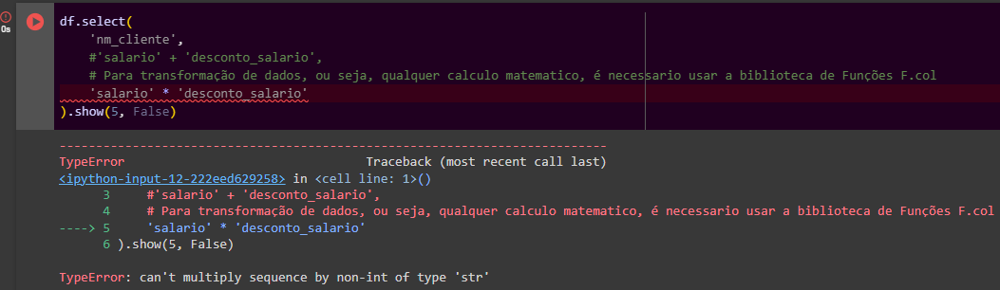 0s
df.select(
    'nm_cliente',
    #'salario' + 'desconto_salario',
    # Para transformação de dados, ou seja, qualquer calculo matematico, é necessario usar a biblioteca de Funções F.col
    'salario' * 'desconto_salario'
).show(5, False)
---------------------------------------------------------------------------
TypeError                                 Traceback (most recent call last)
<ipython-input-12-222eed629258> in <cell line: 1>()
      3     #'salario' + 'desconto_salario',
      4     # Para transformação de dados, ou seja, qualquer calculo matematico, é necessario usar a biblioteca de Funções F.col
----> 5     'salario' * 'desconto_salario'
      6 ).show(5, False)
TypeError: can't multiply sequence by non-int of type 'str'